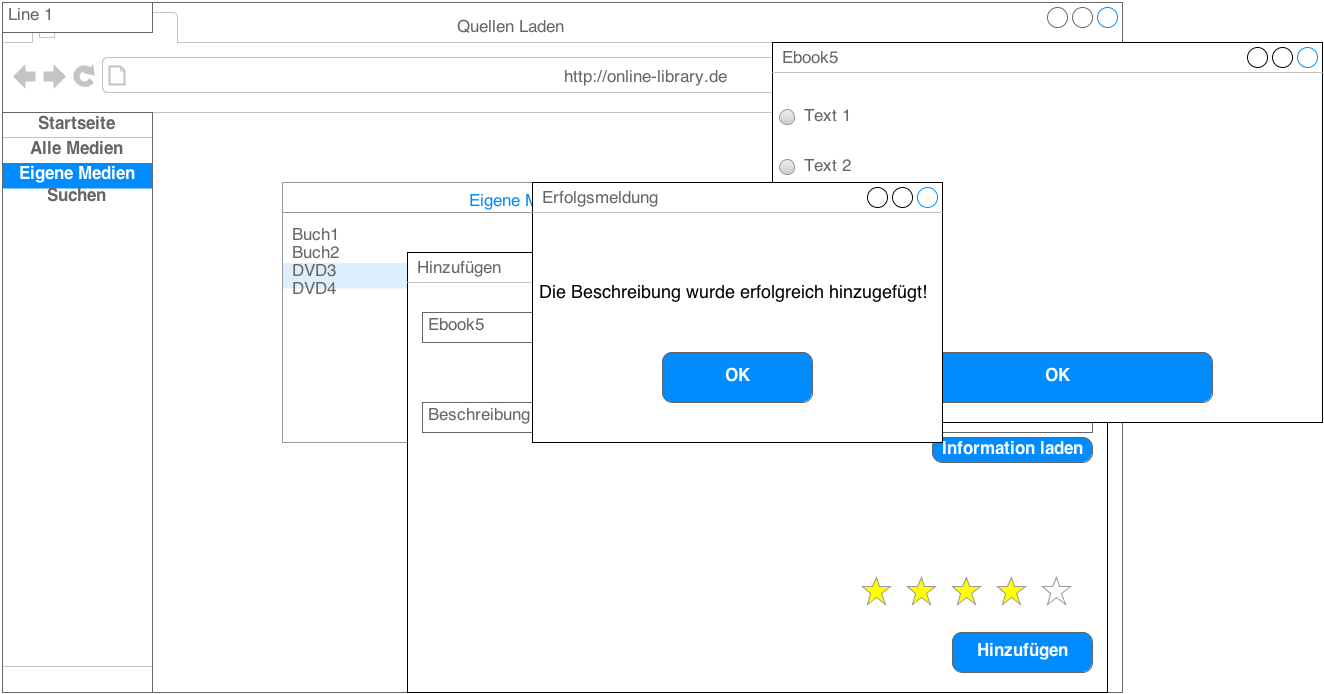 Line 1
Quellen Laden
http://online-library.de
Startseite
Alle Medien
Eigene Medien
Suchen
Eigene M
Buch1
Buch2
DVD3
DVD4
Hinzufügen
Ebook5
Beschreibung
Erfolgsmeldung
Die Beschreibung wurde erfolgreich hinzugefügt!
OK
Ebook5
Text 1
Text 2
OK
Information laden
Hinzufügen